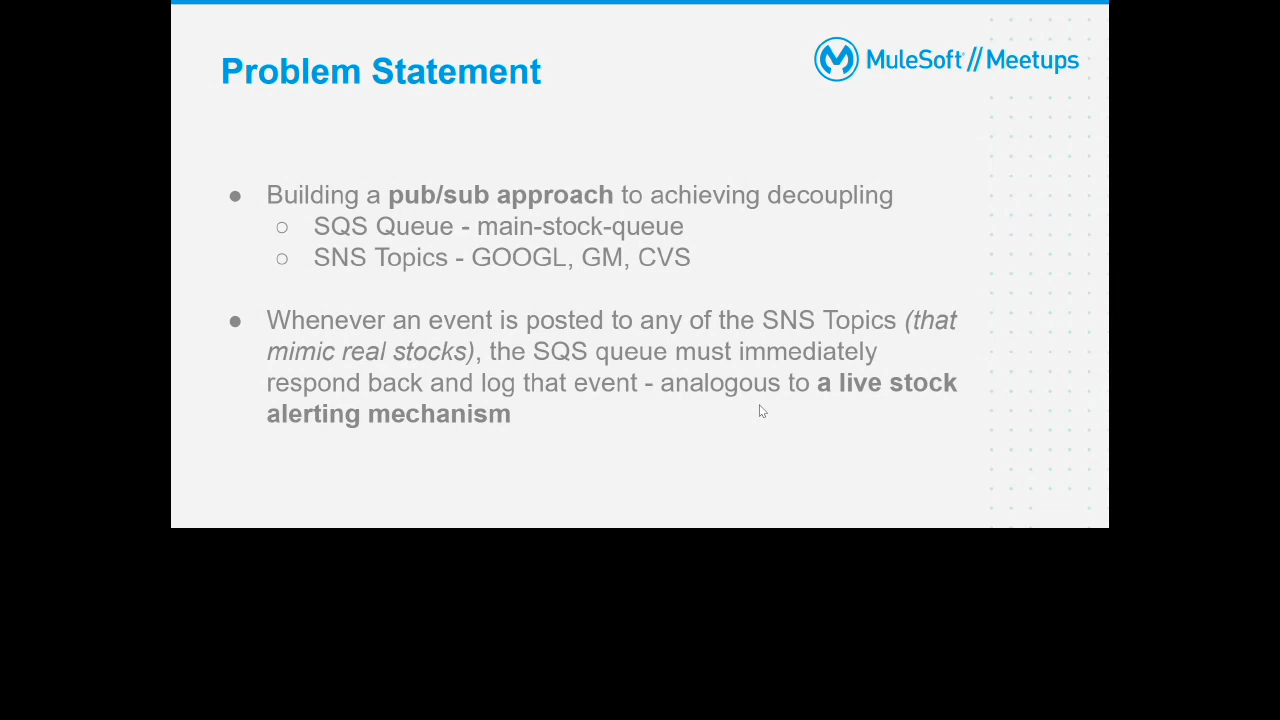 Problem Statement
MuleSoft // Meetups
● Building a pub/sub approach to achieving decoupling
○ SQS Queue - main-stock-queue
○ SNS Topics - GOOGL, GM, CVS
● Whenever an event is posted to any of the SNS Topics (that
mimic real stocks), the SQS queue must immediately
respond back and log that event - analogous to a live stock
alerting mechanism